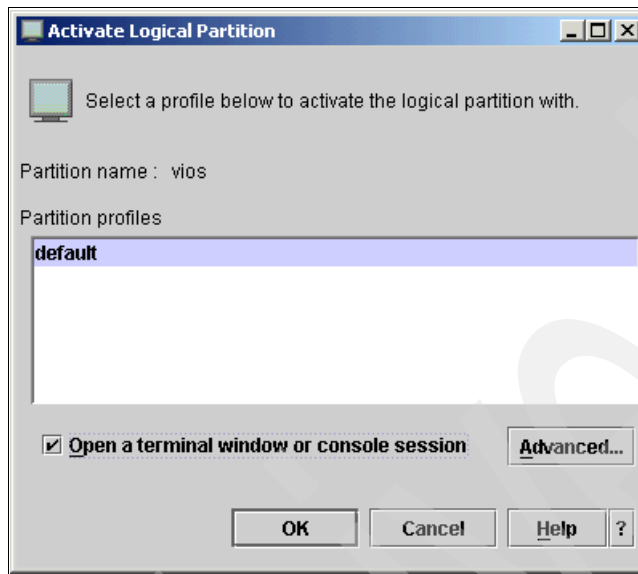 Activate Logical Partition
Select a profile below to activate the logical partition with.
Partition name : vios
Partition profiles
default
Open a terminal window or console session
Advanced...
OK
Cancel
Help
?